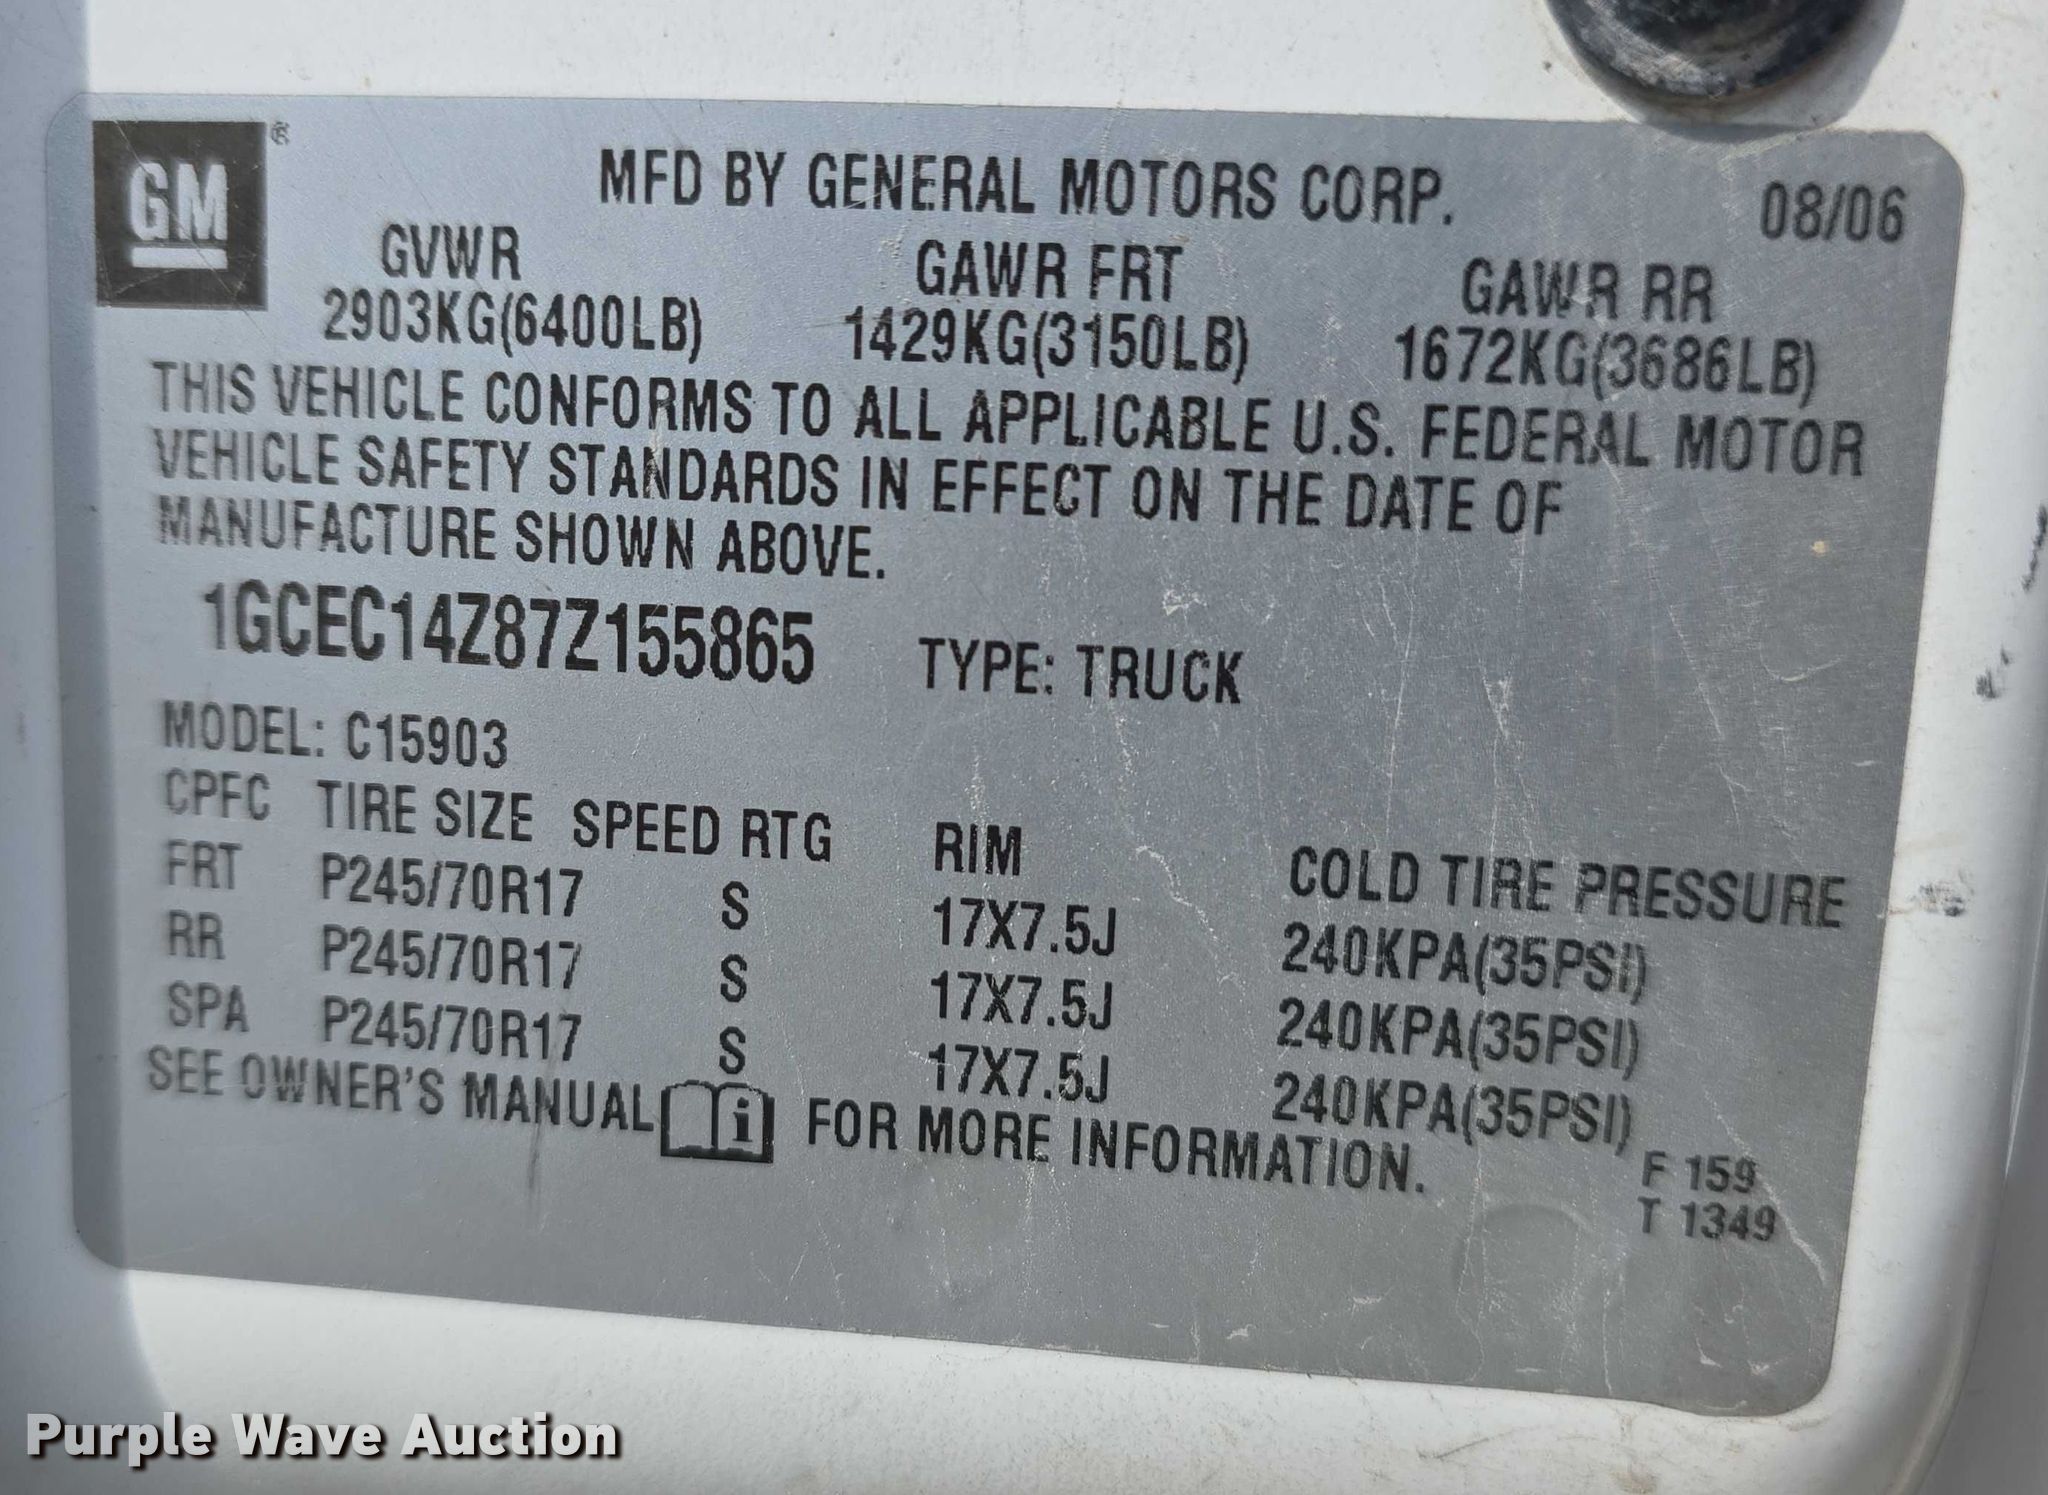 GM®
MFD BY GENERAL MOTORS CORP. 08/06
GVWR GAWR FRT GAWR RR
2903KG(6400LB) 1429KG(3150LB) 1672KG(3686LB)
THIS VEHICLE CONFORMS TO ALL APPLICABLE U.S. FEDERAL MOTOR
VEHICLE SAFETY STANDARDS IN EFFECT ON THE DATE OF
MANUFACTURE SHOWN ABOVE.
1GCEC14Z87Z155865 TYPE: TRUCK
MODEL: C15903
CPFC TIRE SIZE SPEED RTG RIM COLD TIRE PRESSURE
FRT P245/70R17 S 17X7.5J 240KPA(35PSI)
RR P245/70R17 S 17X7.5J 240KPA(35PSI)
SPA P245/70R17 S 17X7.5J 240KPA(35PSI)
SEE OWNER'S MANUAL i FOR MORE INFORMATION.
F 159
T 1349
Purple Wave Auction